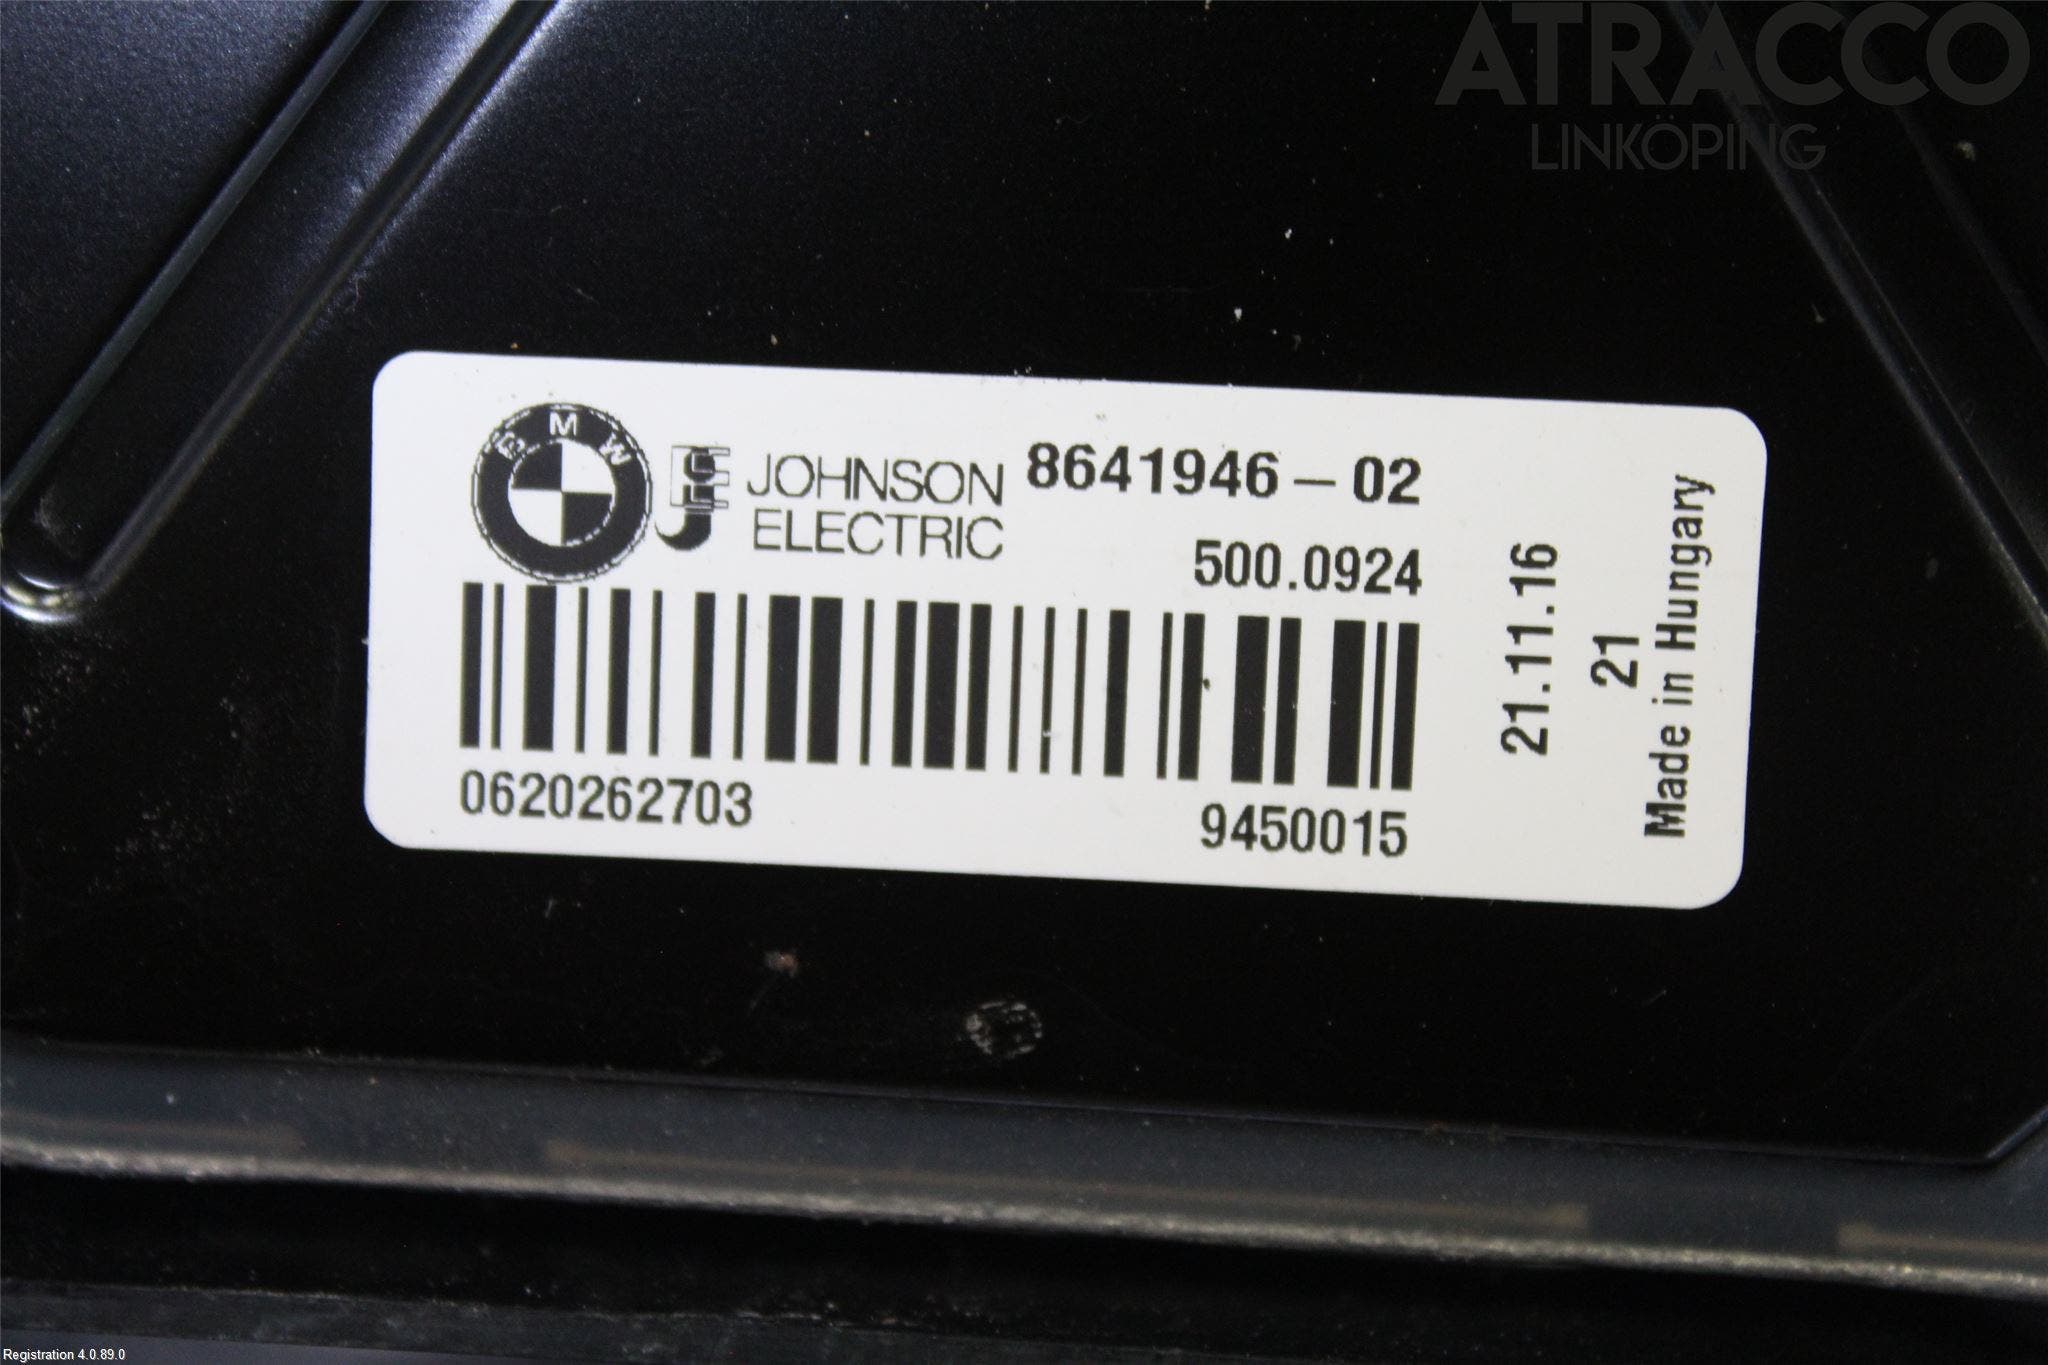 ATRACCO
LINKÖPING
BMW
JOHNSON
ELECTRIC
8641946-02
500.0924
0620262703
9450015
21.11.16
21
Made in Hungary
Registration 4.0.89.0